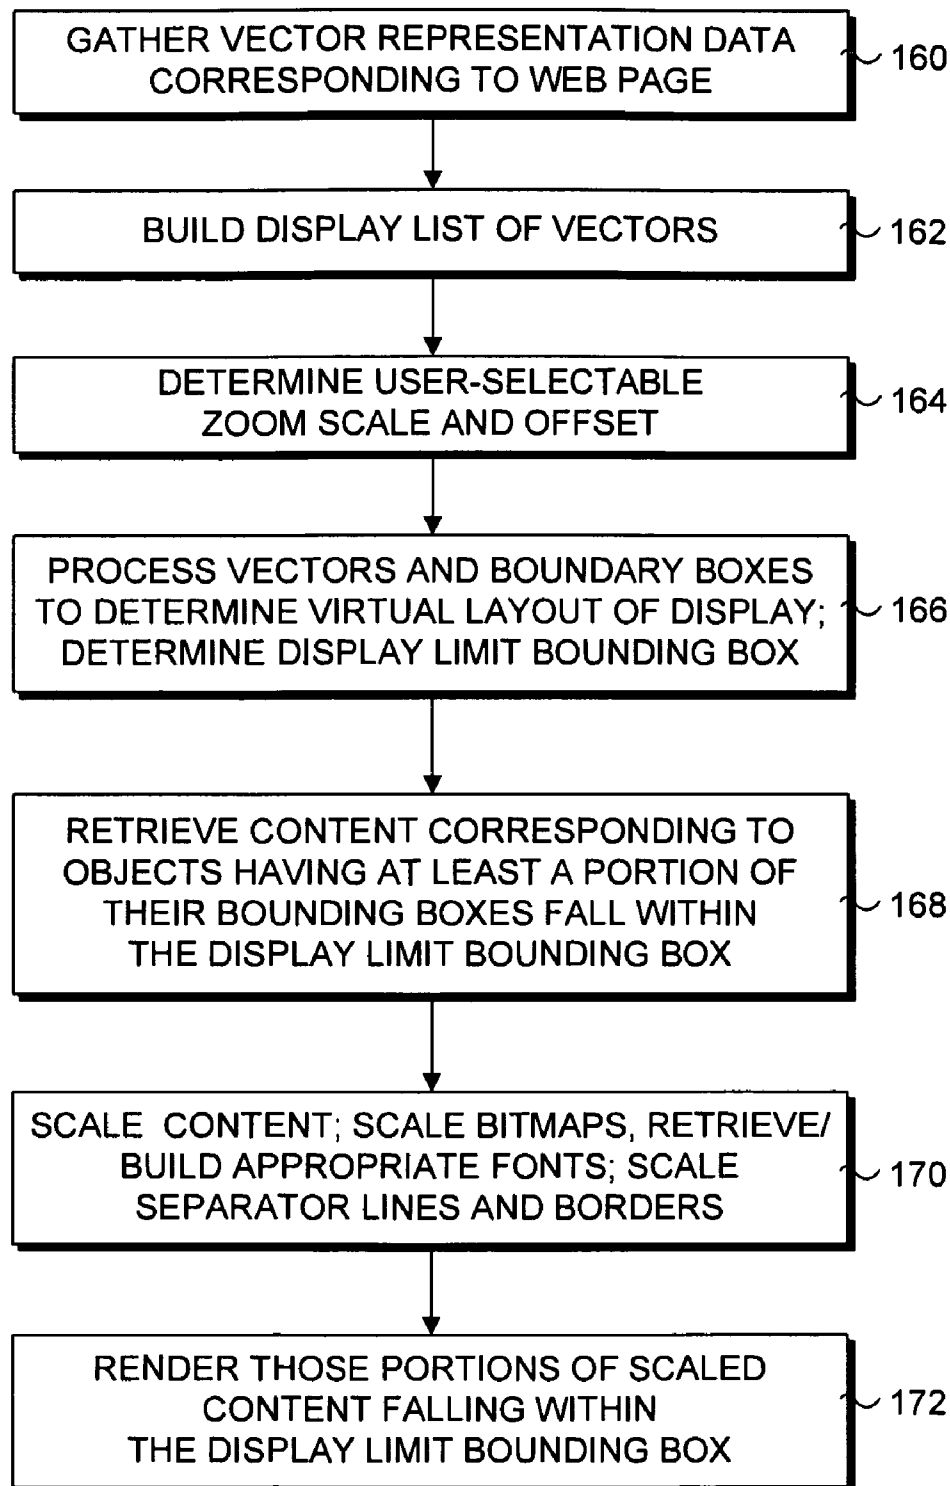 GATHER VECTOR REPRESENTATION DATA
CORRESPONDING TO WEB PAGE
160
BUILD DISPLAY LIST OF VECTORS
162
DETERMINE USER-SELECTABLE
ZOOM SCALE AND OFFSET
164
PROCESS VECTORS AND BOUNDARY BOXES
TO DETERMINE VIRTUAL LAYOUT OF DISPLAY;
DETERMINE DISPLAY LIMIT BOUNDING BOX
166
RETRIEVE CONTENT CORRESPONDING TO
OBJECTS HAVING AT LEAST A PORTION OF
THEIR BOUNDING BOXES FALL WITHIN
THE DISPLAY LIMIT BOUNDING BOX
168
SCALE CONTENT; SCALE BITMAPS, RETRIEVE/
BUILD APPROPRIATE FONTS; SCALE
SEPARATOR LINES AND BORDERS
170
RENDER THOSE PORTIONS OF SCALED
CONTENT FALLING WITHIN
THE DISPLAY LIMIT BOUNDING BOX
172